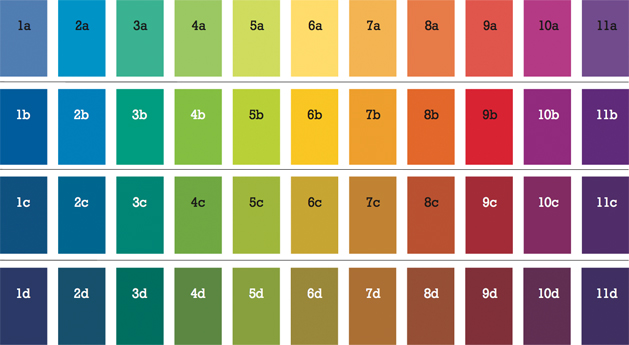 1a 2a 3a 4a 5a 6a 7a 8a 9a 10a 11a
1b 2b 3b 4b 5b 6b 7b 8b 9b 10b 11b
1c 2c 3c 4c 5c 6c 7c 8c 9c 10c 11c
1d 2d 3d 4d 5d 6d 7d 8d 9d 10d 11d